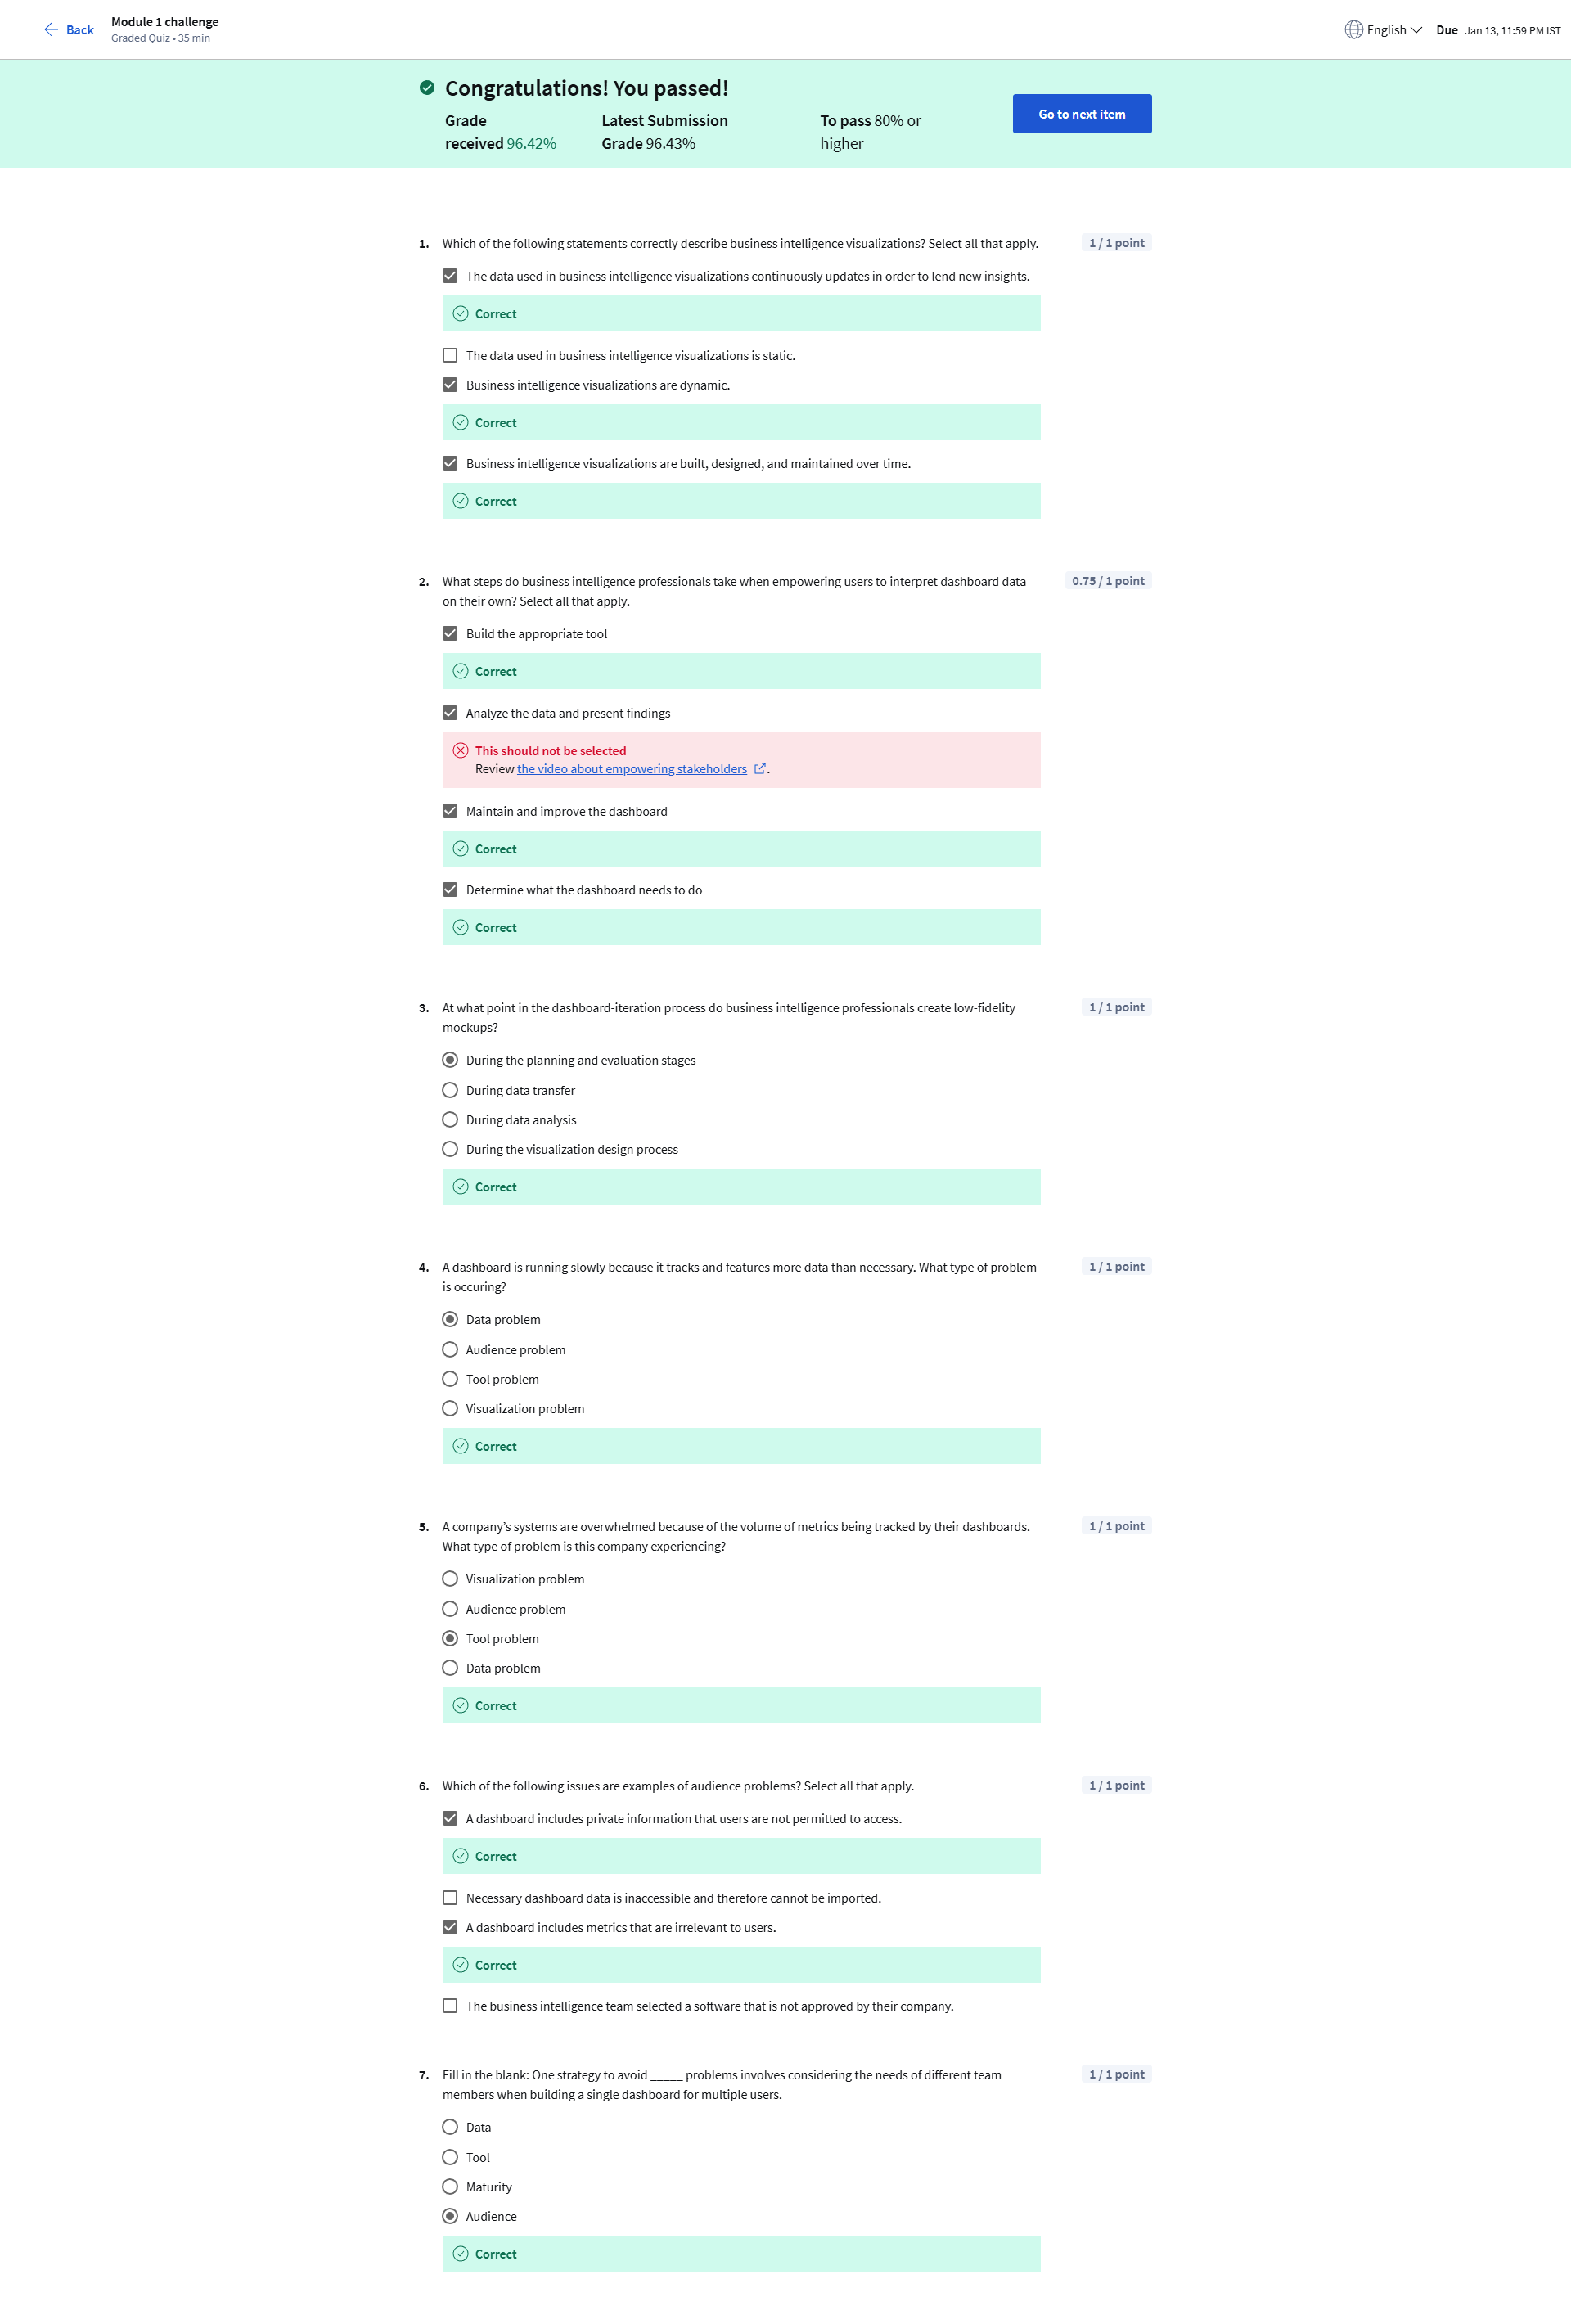 Back
Module 1 challenge
Graded Quiz • 35 min
English
Due Jan 13, 11:59 PM IST
Congratulations! You passed!
Grade
received 96.42%
Latest Submission
Grade 96.43%
To pass 80% or
higher
Go to next item
1. Which of the following statements correctly describe business intelligence visualizations? Select all that apply.
1 / 1 point
The data used in business intelligence visualizations continuously updates in order to lend new insights.
Correct
The data used in business intelligence visualizations is static.
Business intelligence visualizations are dynamic.
Correct
Business intelligence visualizations are built, designed, and maintained over time.
Correct
2. What steps do business intelligence professionals take when empowering users to interpret dashboard data
on their own? Select all that apply.
0.75 / 1 point
Build the appropriate tool
Correct
Analyze the data and present findings
This should not be selected
Review the video about empowering stakeholders .
Maintain and improve the dashboard
Correct
Determine what the dashboard needs to do
Correct
3. At what point in the dashboard-iteration process do business intelligence professionals create low-fidelity
mockups?
1 / 1 point
During the planning and evaluation stages
During data transfer
During data analysis
During the visualization design process
Correct
4. A dashboard is running slowly because it tracks and features more data than necessary. What type of problem
is occuring?
1 / 1 point
Data problem
Audience problem
Tool problem
Visualization problem
Correct
5. A company’s systems are overwhelmed because of the volume of metrics being tracked by their dashboards.
What type of problem is this company experiencing?
1 / 1 point
Visualization problem
Audience problem
Tool problem
Data problem
Correct
6. Which of the following issues are examples of audience problems? Select all that apply.
1 / 1 point
A dashboard includes private information that users are not permitted to access.
Correct
Necessary dashboard data is inaccessible and therefore cannot be imported.
A dashboard includes metrics that are irrelevant to users.
Correct
The business intelligence team selected a software that is not approved by their company.
7. Fill in the blank: One strategy to avoid _____ problems involves considering the needs of different team
members when building a single dashboard for multiple users.
1 / 1 point
Data
Tool
Maturity
Audience
Correct